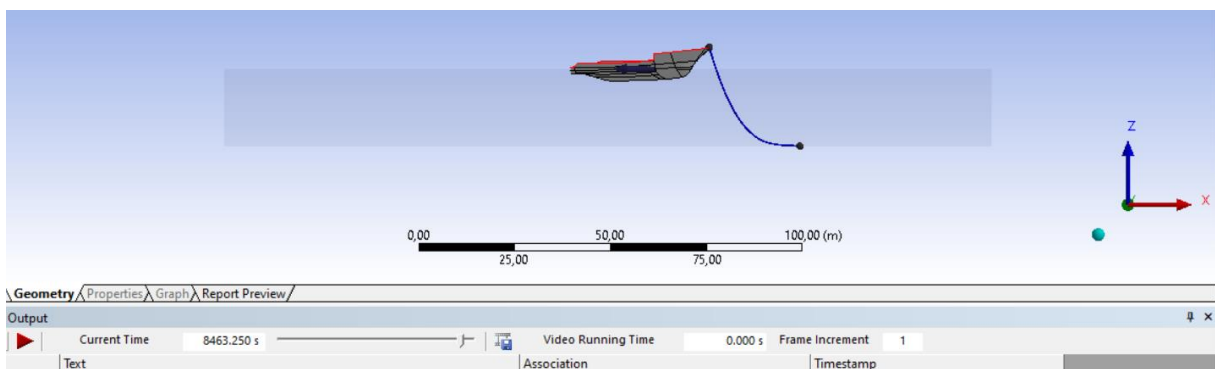 Z
X
0,00 50,00 100,00 (m)
25,00 75,00
Geometry Properties Graph Report Preview
Output
Current Time 8463.250 s Video Running Time 0.000 s Frame Increment 1
Text Association Timestamp